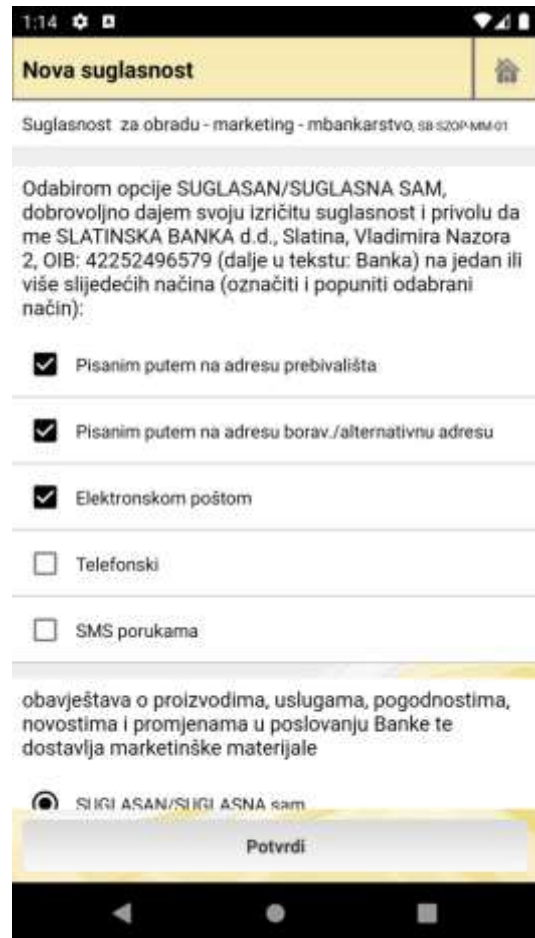 1:14
Nova suglasnost
Suglasnost za obradu - marketing - mbankarstvo, SB-SZOP-MM-01
Odabirom opcije SUGLASAN/SUGLASNA SAM,
dobrovoljno dajem svoju izričitu suglasnost i privolu da
me SLATINSKA BANKA d.d., Slatina, Vladimira Nazora
2, OIB: 42252496579 (dalje u tekstu: Banka) na jedan ili
više slijedećih načina (označiti i popuniti odabrani
način):
Pisanim putem na adresu prebivališta
Pisanim putem na adresu borav./alternativnu adresu
Elektronskom poštom
Telefonski
SMS porukama
obavještava o proizvodima, uslugama, pogodnostima,
novostima i promjenama u poslovanju Banke te
dostavlja marketinške materijale
SUGLASAN/SUGLASNA sam
Potvrdi